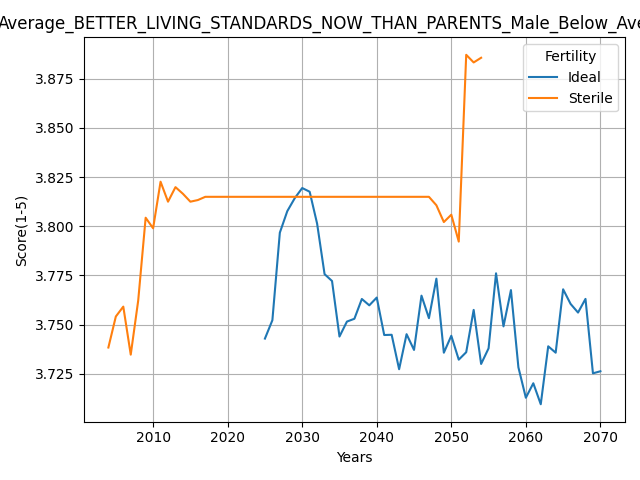 Average_BETTER_LIVING_STANDARDS_NOW_THAN_PARENTS_Male_Below_Ave
Fertility
Ideal
Sterile
3.875
3.850
3.825
3.800
3.775
3.750
3.725
Score(1-5)
2010 2020 2030 2040 2050 2060 2070
Years